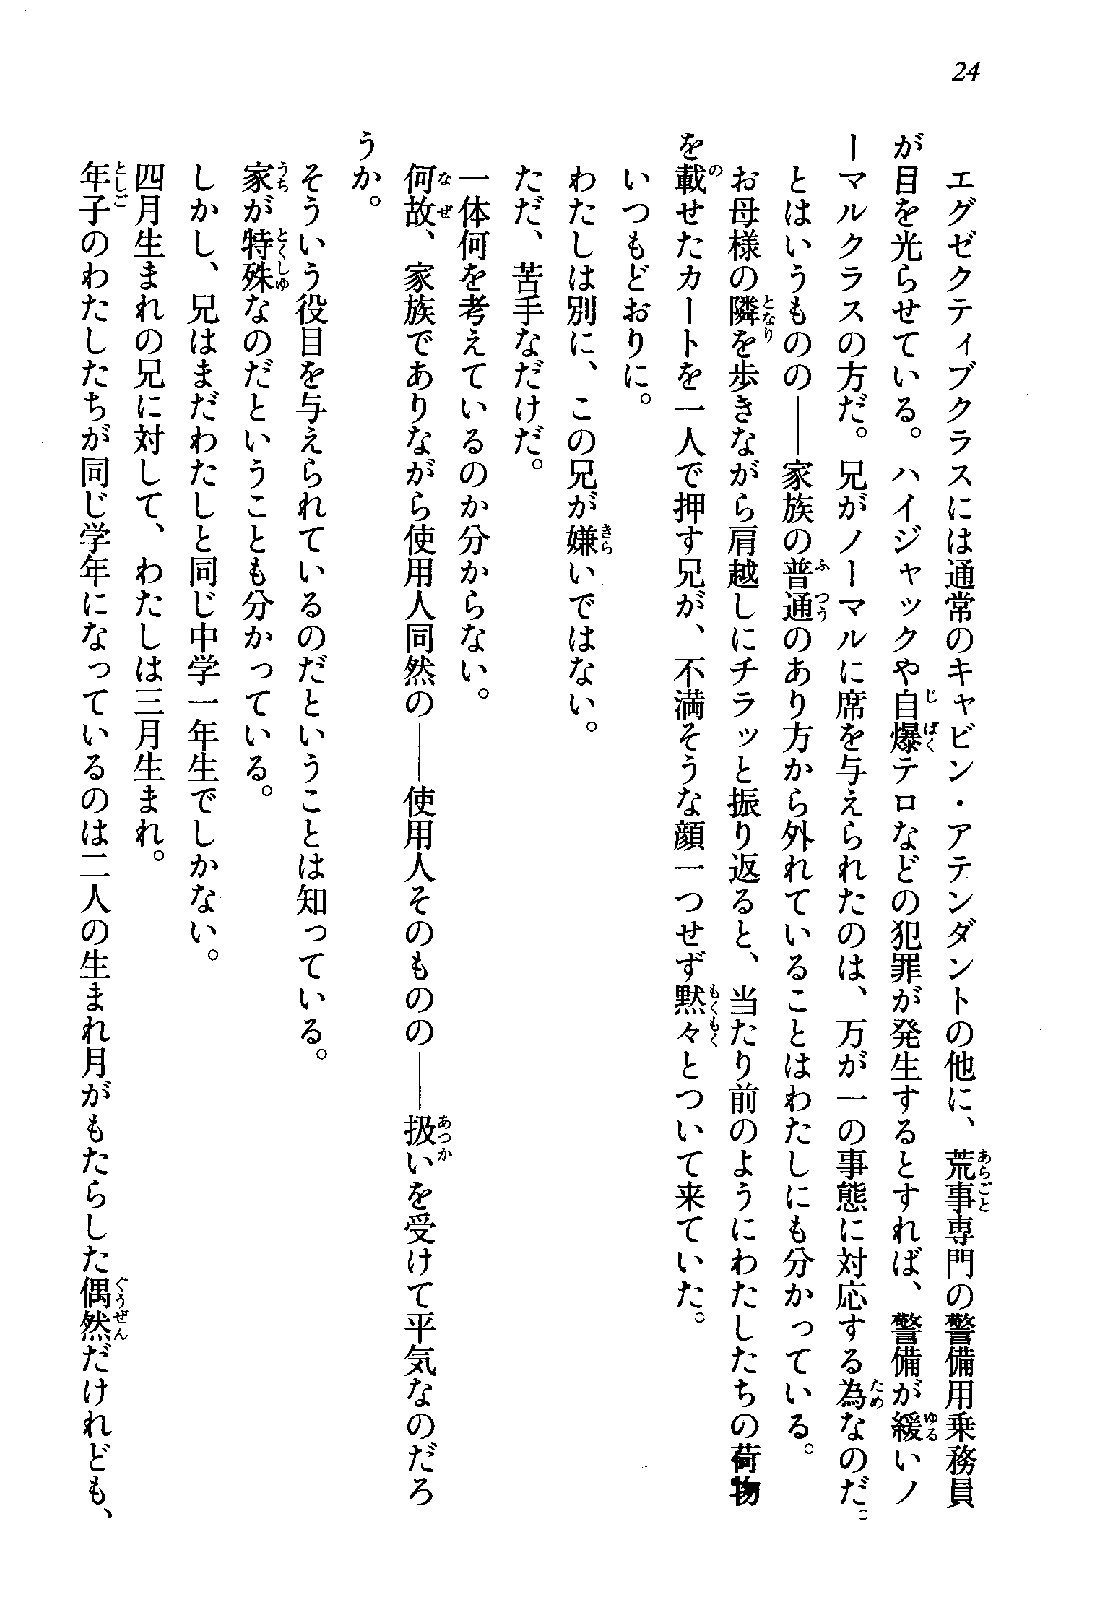 24
エグゼクティブクラスには通常のキャビン・アテンダントの他に、荒事専門の警備用乗務員
が目を光らせている。ハイジャックや自爆テロなどの犯罪が発生するとすれば、警備が緩いノ
ーマルクラスの方だ。兄がノーマルに席を与えられたのは、万が一の事態に対応する為なのだ。
とはいうものの――家族の普通のあり方から外れていることはわたしにも分かっている。
お母様の隣を歩きながら肩越しにチラッと振り返ると、当たり前のようにわたしたちの荷物
を載せたカートを一人で押す兄が、不満そうな顔一つせず黙々とついて来ていた。
いつもどおりに。
わたしは別に、この兄が嫌いではない。
ただ、苦手なだけだ。
一体何を考えているのか分からない。
何故、家族でありながら使用人同然の――使用人そのものの――扱いを受けて平気なのだろ
うか。
そういう役目を与えられているのだということは知っている。
家が特殊なのだということも分かっている。
しかし、兄はまだわたしと同じ中学一年生でしかない。
四月生まれの兄に対して、わたしは三月生まれ。
年子のわたしたちが同じ学年になっているのは二人の生まれ月がもたらした偶然だけれども、